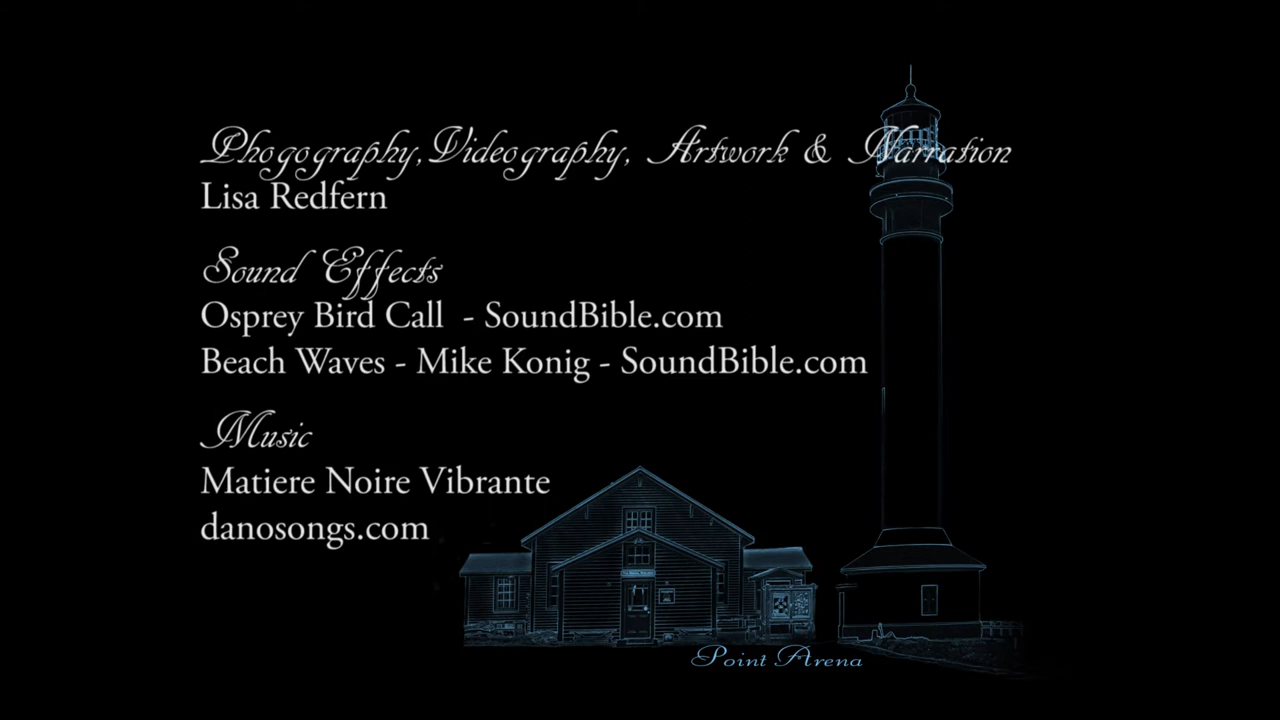 Phogography, Videography, Artwork & Narration
Lisa Redfern
Sound Effects
Osprey Bird Call - SoundBible.com
Beach Waves - Mike Konig - SoundBible.com
Music
Matiere Noire Vibrante
danosongs.com
Point Arena